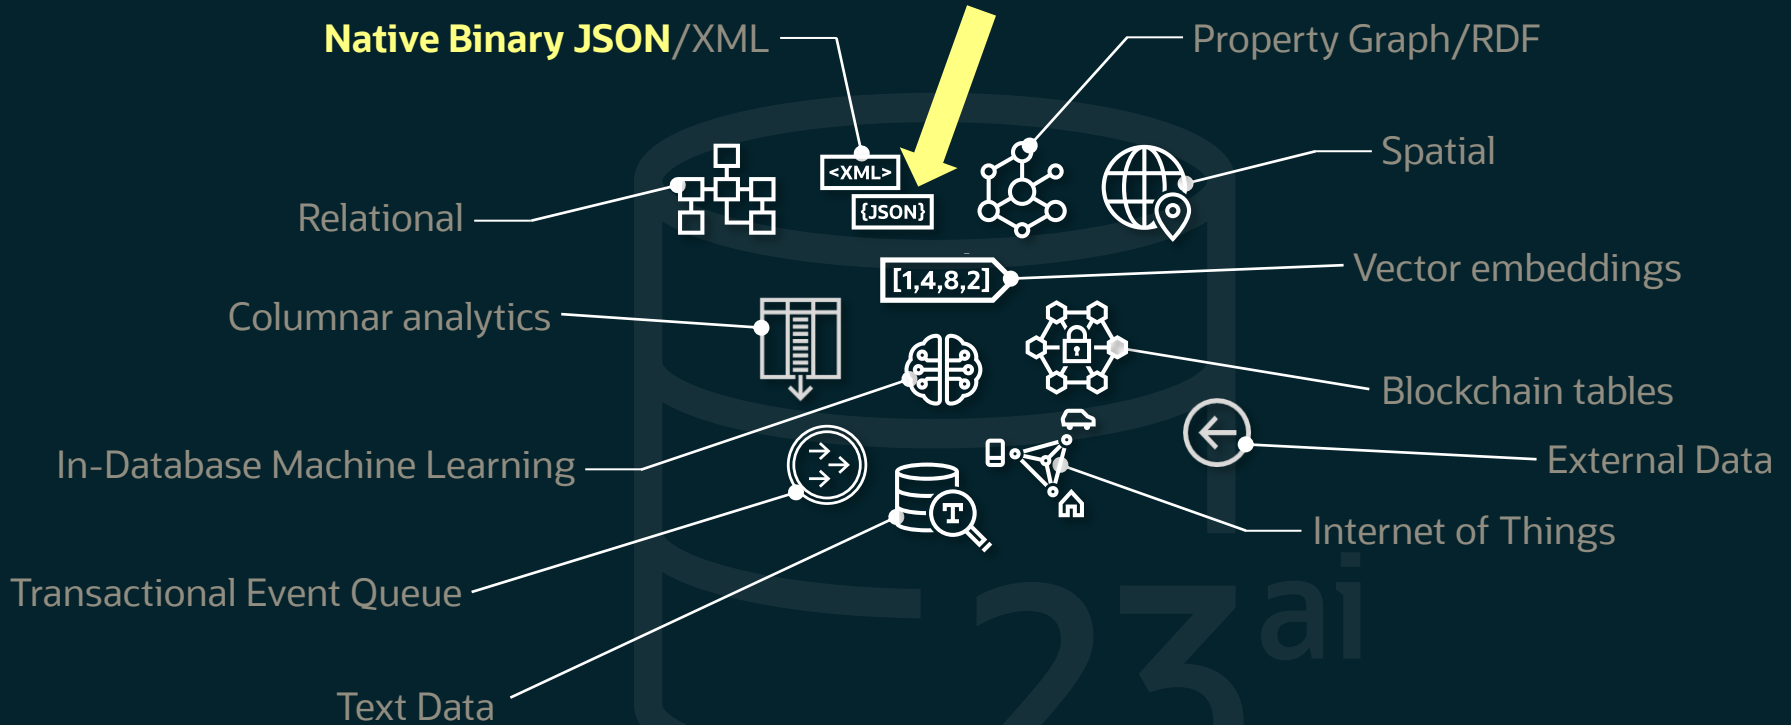 Native Binary JSON/XML
Property Graph/RDF
Spatial
<XML>
{JSON}
Relational
Vector embeddings
[1,4,8,2]
Columnar analytics
Blockchain tables
In-Database Machine Learning
External Data
T
Internet of Things
Transactional Event Queue
23ai
Text Data